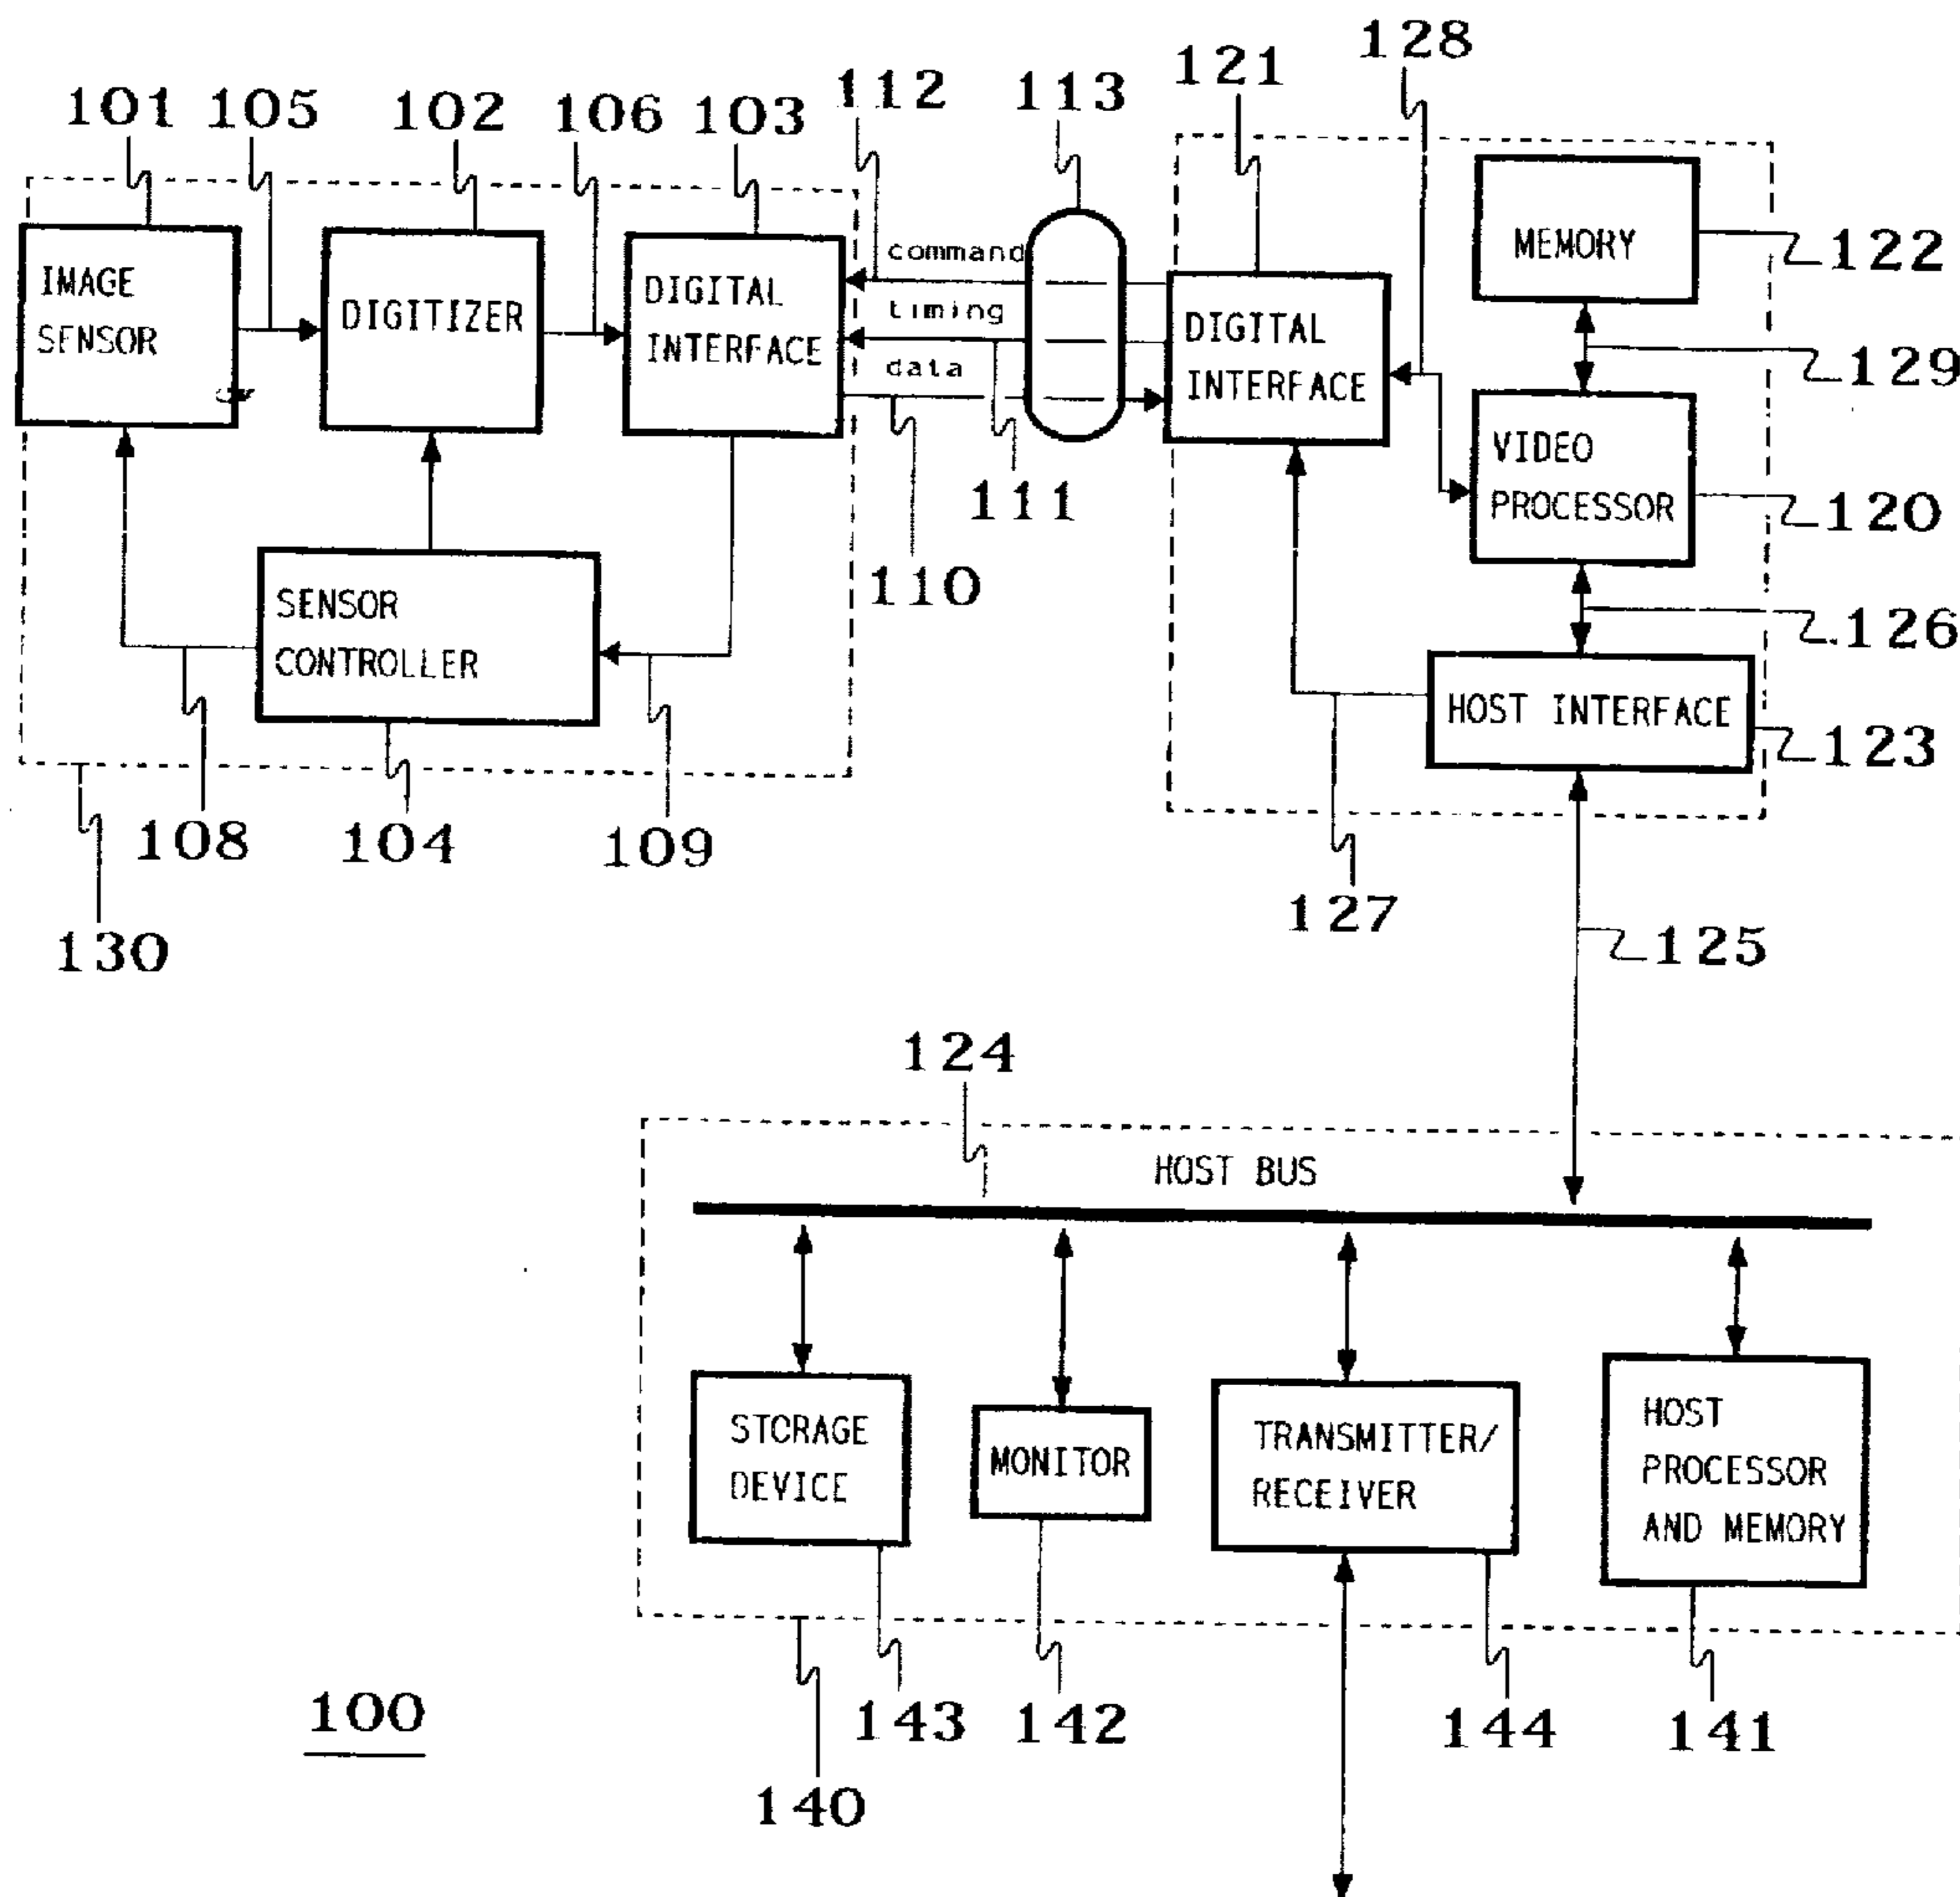 128
112
113
121
101
105
102
106
103
IMAGE
SENSOR
DIGITIZER
DIGITAL
INTERFACE
command
timing
data
DIGITAL
INTERFACE
MEMORY
122
129
VIDEO
PROCESSOR
120
111
110
126
SENSOR
CONTROLLER
HOST INTERFACE
123
108
104
109
127
130
125
124
HOST BUS
STORAGE
DEVICE
MONITOR
TRANSMITTER/
RECEIVER
HOST
PROCESSOR
AND MEMORY
143
142
144
141
100
140